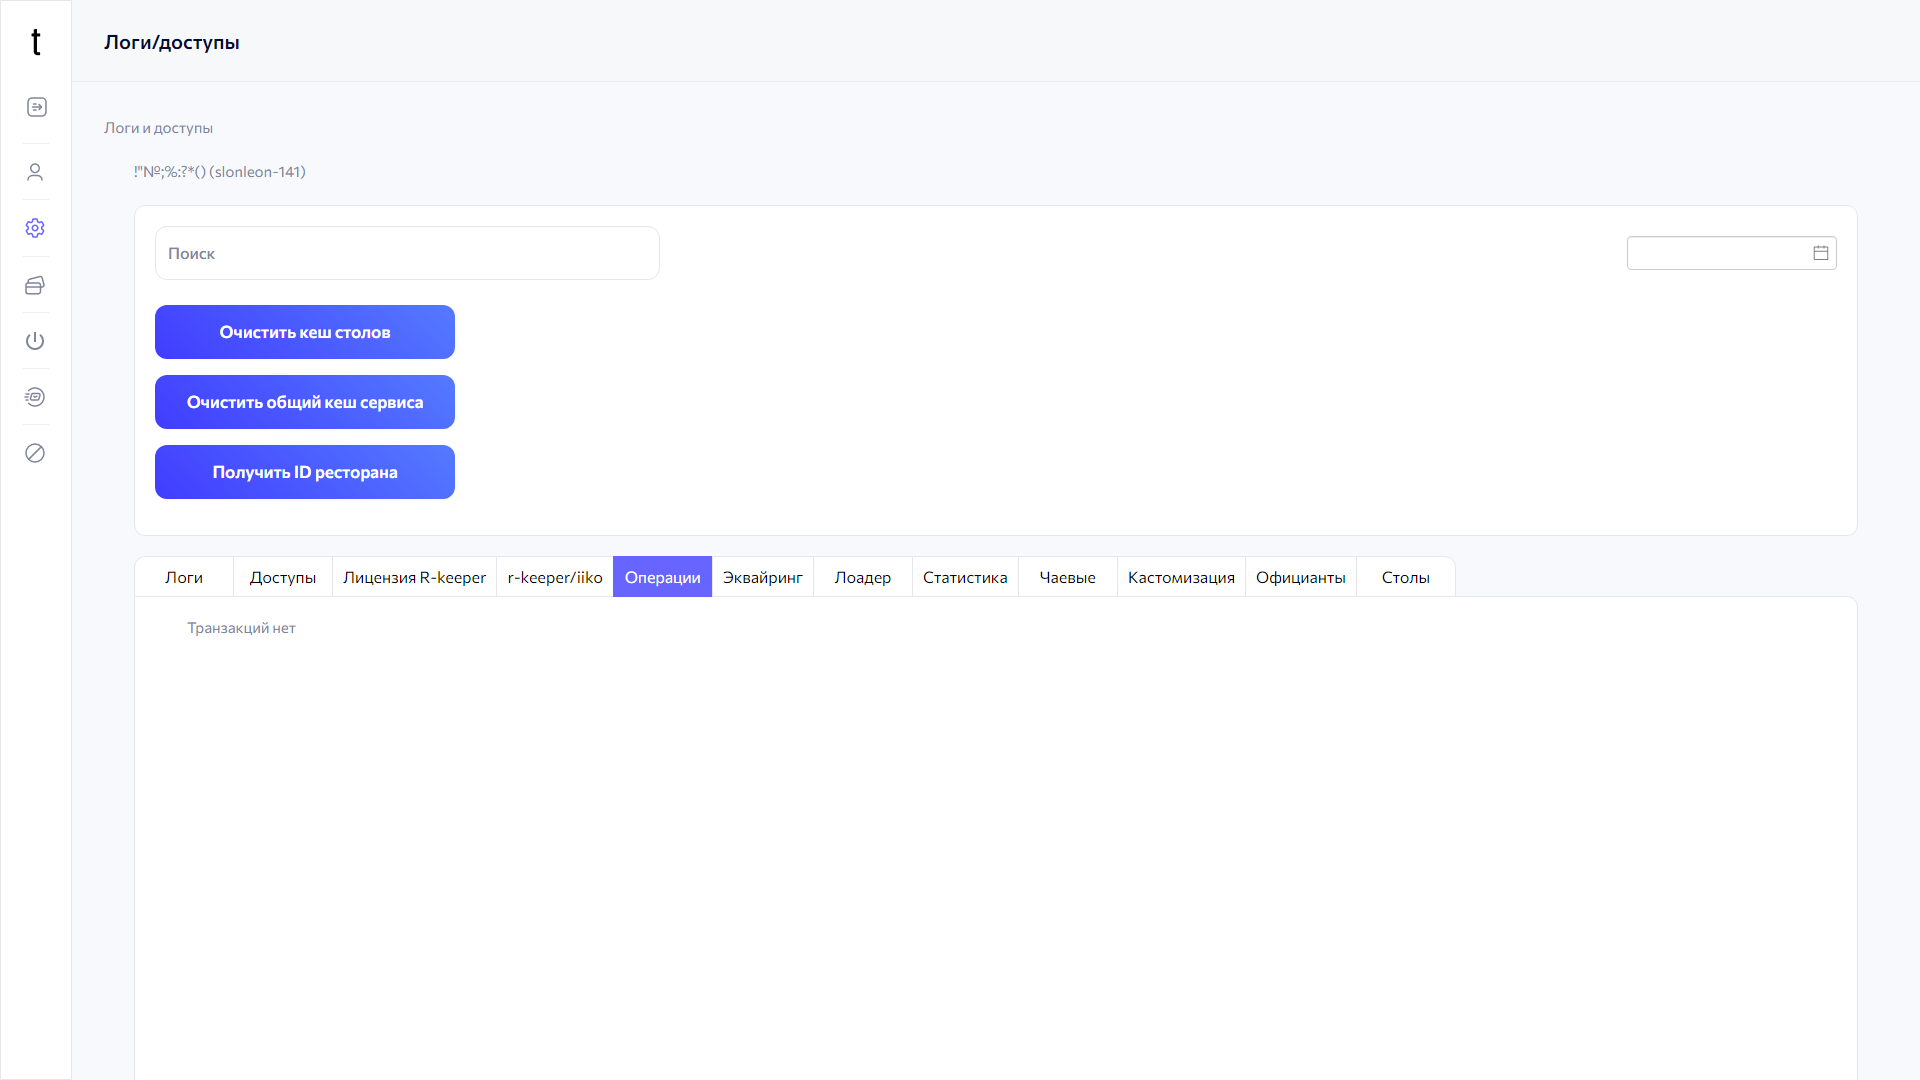 t
Логи/доступы
Логи и доступы
!"№;%:?*() (slonleon-141)
Поиск
Очистить кеш столов
Очистить общий кеш сервиса
Получить ID ресторана
Логи Доступы Лицензия R-keeper r-keeper/iiko Операции Эквайринг Лоадер Статистика Чаевые Кастомизация Официанты Столы
Транзакций нет